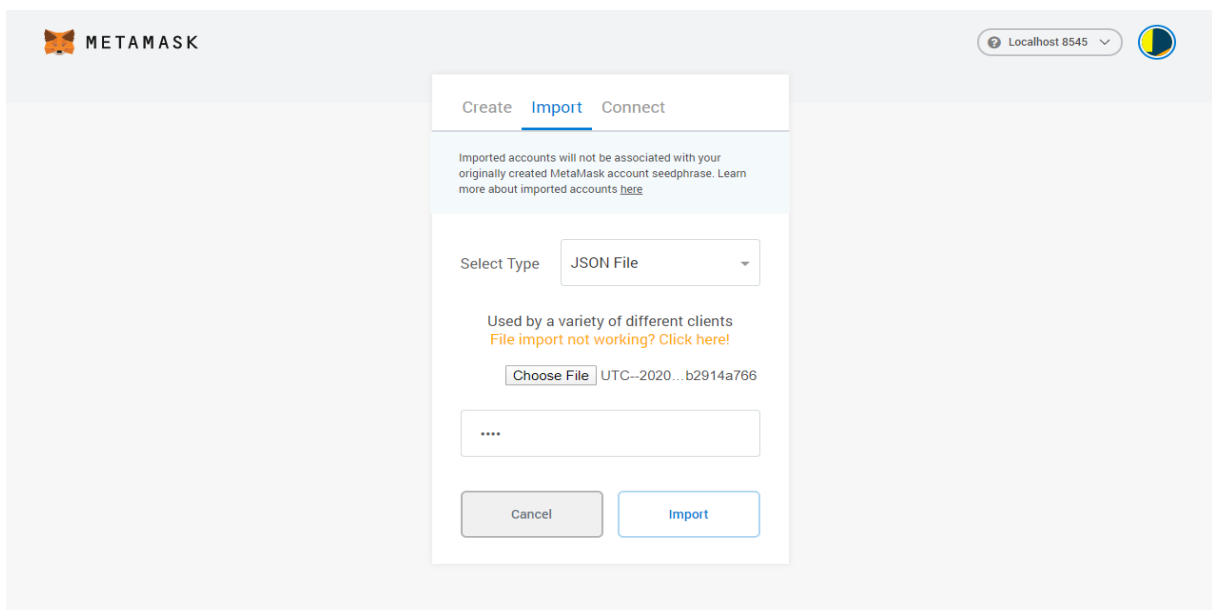 METAMASK
Localhost 8545
Create Import Connect
Imported accounts will not be associated with your
originally created MetaMask account seedphrase. Learn
more about imported accounts here
Select Type JSON File
Used by a variety of different clients
File import not working? Click here!
Choose File UTC--2020...b2914a766
••••
Cancel Import